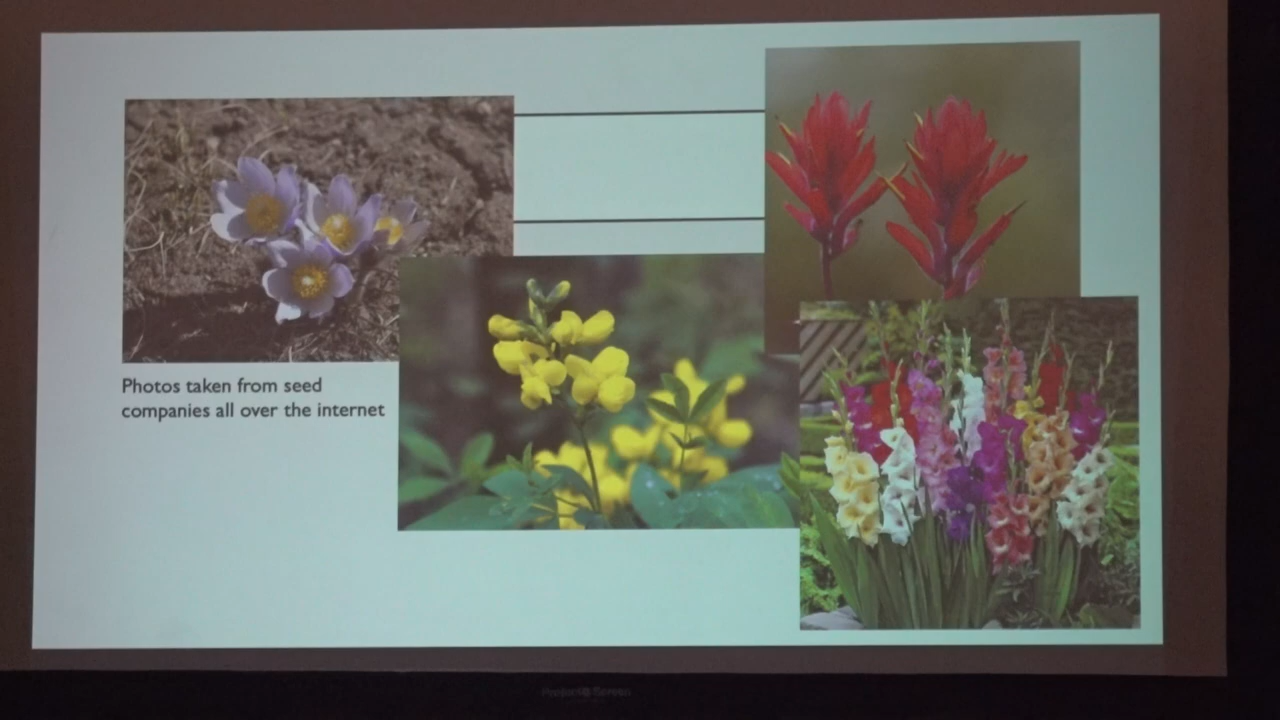 Photos taken from seed
companies all over the internet